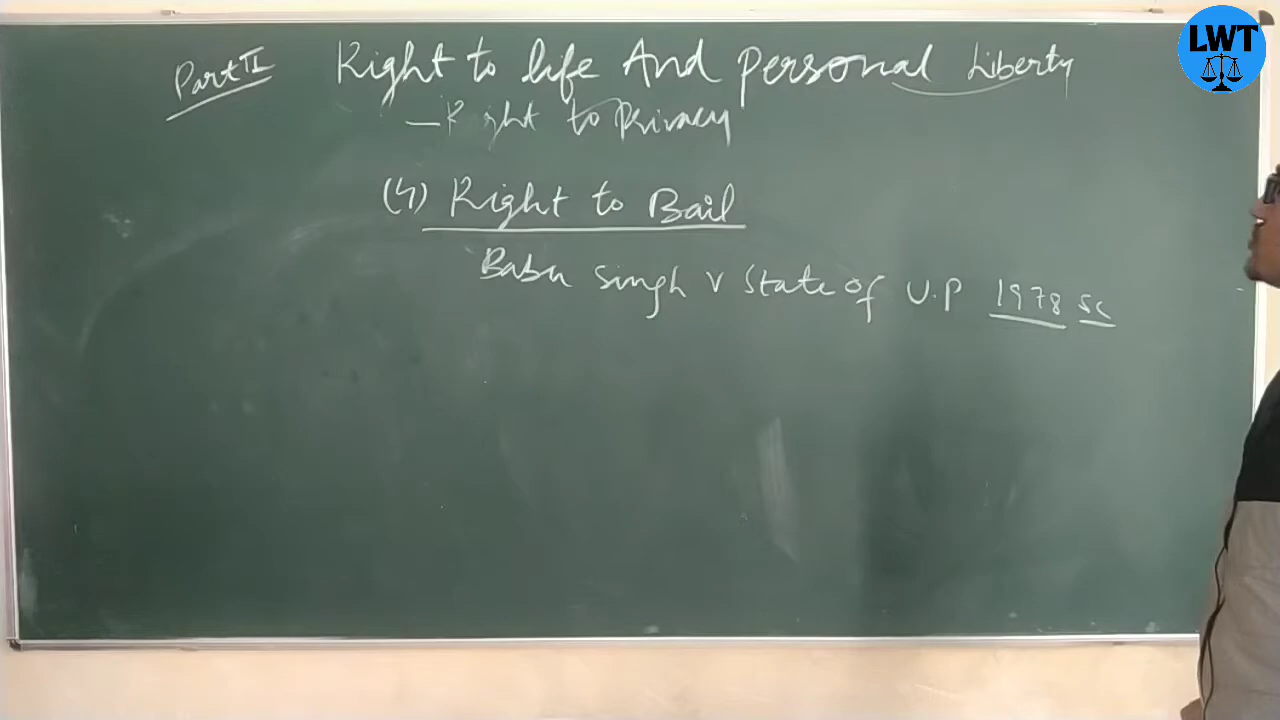 Part II
Right to life And personal Liberty
— Right to Privacy
(4) Right to Bail
Babu Singh v State of U.P 1978 SC
LWT